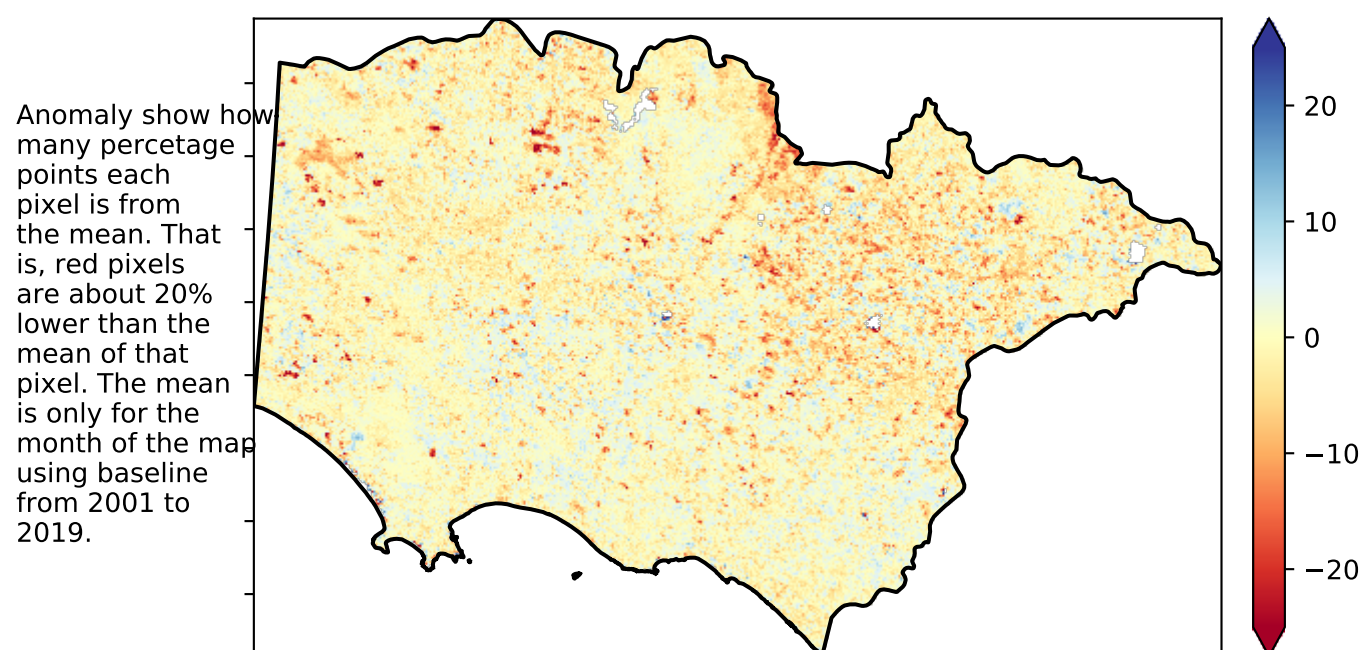 Anomaly show how
many percetage
points each
pixel is from
the mean. That
is, red pixels
are about 20%
lower than the
mean of that
pixel. The mean
is only for the
month of the map
using baseline
from 2001 to
2019.
20
10
0
−10
−20